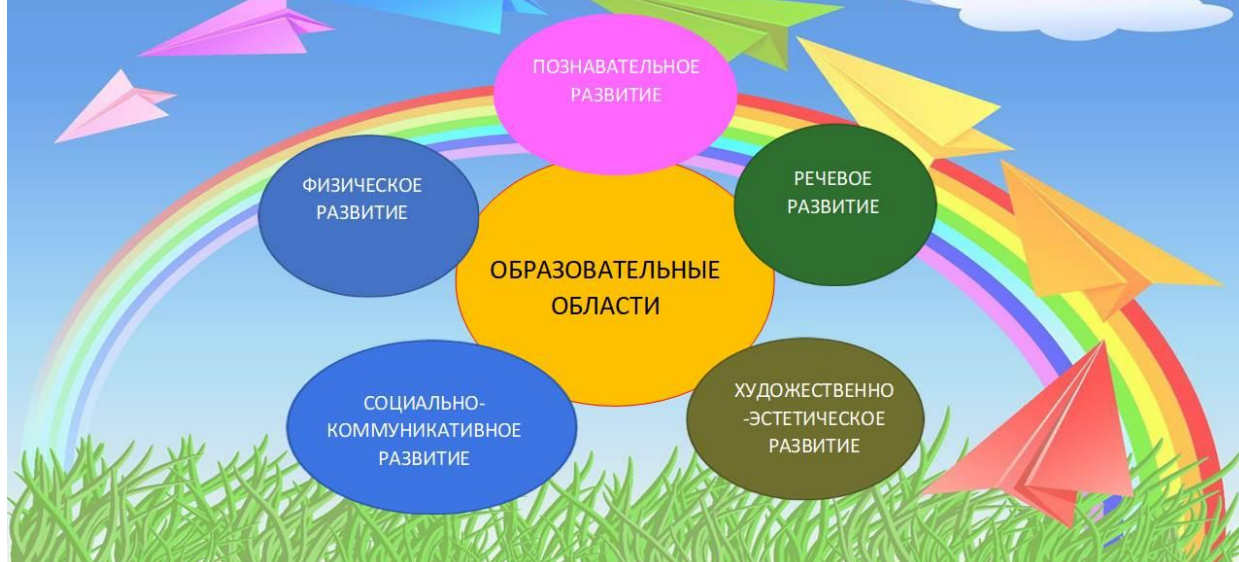 ПОЗНАВАТЕЛЬНОЕ
РАЗВИТИЕ
ФИЗИЧЕСКОЕ
РАЗВИТИЕ
РЕЧЕВОЕ
РАЗВИТИЕ
ОБРАЗОВАТЕЛЬНЫЕ
ОБЛАСТИ
СОЦИАЛЬНО-
КОММУНИКАТИВНОЕ
РАЗВИТИЕ
ХУДОЖЕСТВЕННО
-ЭСТЕТИЧЕСКОЕ
РАЗВИТИЕ